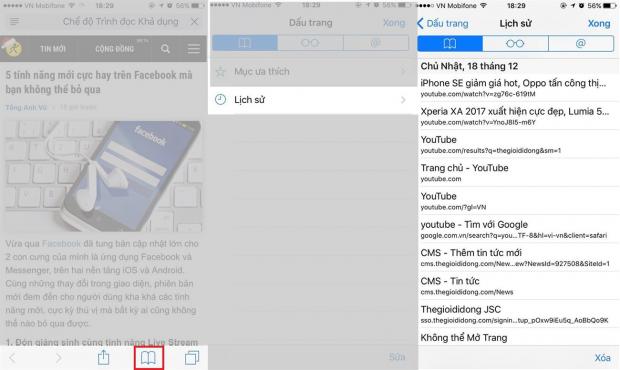 VN Mobifone 18:29
Chế độ Trình đọc Khả dụng
TIN MỚI CỘNG ĐỒNG
5 tính năng mới cực hay trên Facebook mà
bạn không thể bỏ qua
Tống Anh Vũ 18 giờ trước
facebook
Vừa qua Facebook đã tung bản cập nhật lớn cho
2 con cưng của mình là ứng dụng Facebook và
Messenger, trên hai nền tảng iOS và Android.
Cùng những thay đổi trong giao diện, phiên bản
mới đem đến cho người dùng kha khá các tính
năng mới, cực kỳ thú vị mà bất kì ai cũng không
thể nào bỏ qua được.
1. Đón giáng sinh cùng tính năng Live Stream
VN Mobifone 18:29
Dấu trang Xong
@
Mục ưa thích
Lịch sử
Sửa
VN Mobifone 18:29
Dấu trang Lịch sử Xong
@
Chủ Nhật, 18 tháng 12
iPhone SE giảm giá hot, Oppo tấn công thị...
youtube.com/watch?v=zg76c-619tM
Xperia XA 2017 xuất hiện cực đẹp, Lumia 5...
youtube.com/watch?v=YnoJ8I5-m6Y
YouTube
youtube.com/results?q=thegioididong&sm=1
Trang chủ - YouTube
youtube.com
YouTube
youtube.com/?gl=VN
youtube - Tìm với Google
google.com.vn/search?q=you...TF-8&hl=vi-vn&client=safari
CMS - Thêm tin tức mới
cms.thegioididong.com/New...ew?NewsId=927508&SiteId=1
CMS - Tin tức
cms.thegioididong.com/News
Thegioididong JSC
cms.thegioididong.com/signin...tup_pOxw9iEu5q_AoBbQo9K
Không thể Mở Trang
Xóa